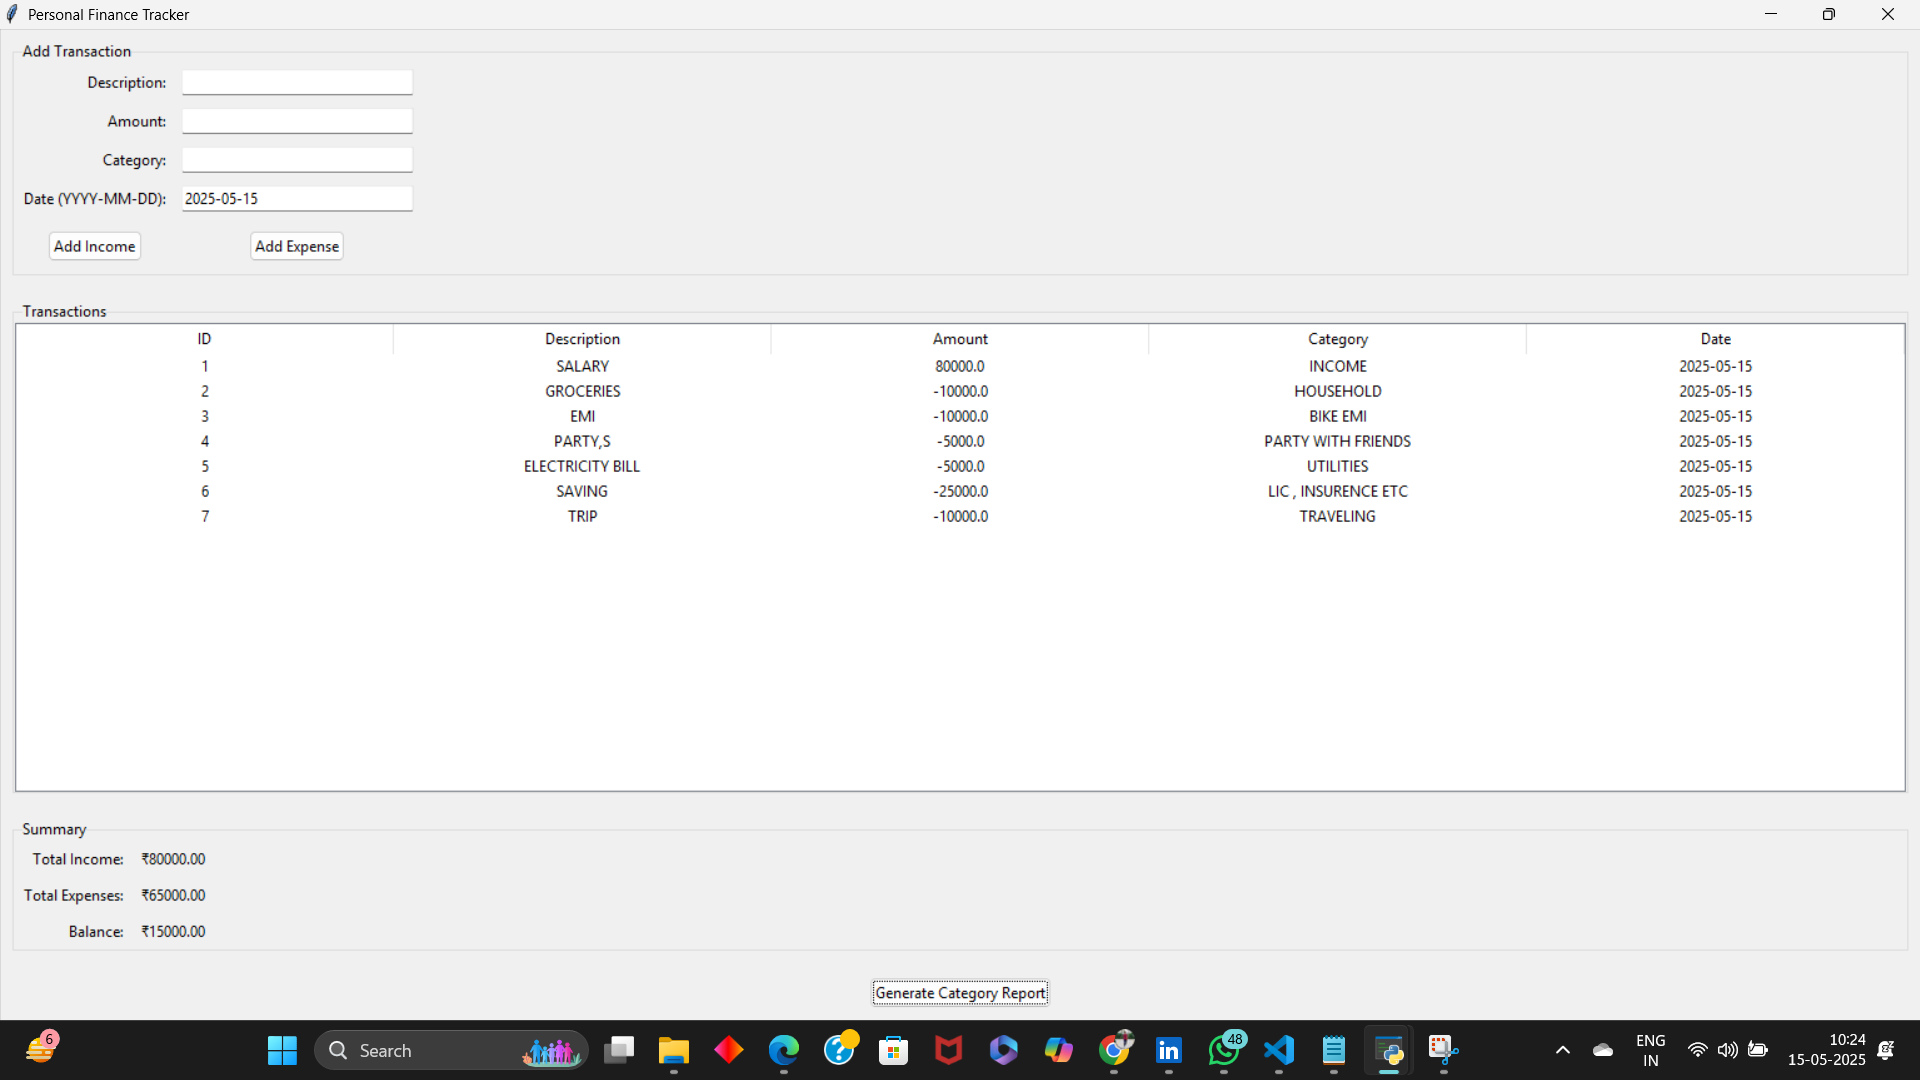 Personal Finance Tracker
Add Transaction
Description:
Amount:
Category:
Date (YYYY-MM-DD): 2025-05-15
Add Income Add Expense
Transactions
ID Description Amount Category Date
1 SALARY 80000.0 INCOME 2025-05-15
2 GROCERIES -10000.0 HOUSEHOLD 2025-05-15
3 EMI -10000.0 BIKE EMI 2025-05-15
4 PARTY,S -5000.0 PARTY WITH FRIENDS 2025-05-15
5 ELECTRICITY BILL -5000.0 UTILITIES 2025-05-15
6 SAVING -25000.0 LIC , INSURENCE ETC 2025-05-15
7 TRIP -10000.0 TRAVELING 2025-05-15
Summary
Total Income: ₹80000.00
Total Expenses: ₹65000.00
Balance: ₹15000.00
Generate Category Report
6 Search 48 ENG 10:24
IN 15-05-2025